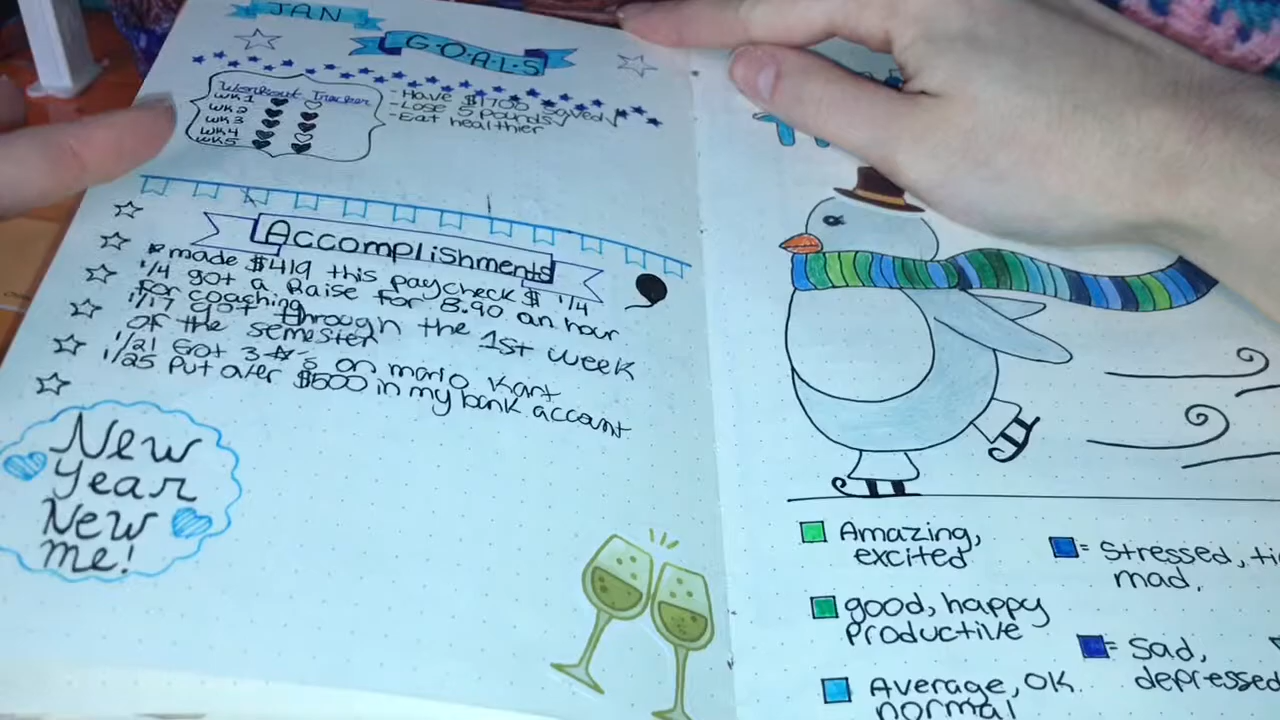 JAN
G·O·A·L·S
Workout Tracker
WK 1
WK 2
WK 3
WK 4
WK 5
- Have $1700 saved✓
- Lose 5 pounds✓
- Eat healthier
Accomplishments
made $419 this paycheck $ 1/4
1/4 got a Raise for 8.90 an hour
for coaching
1/17 got through the 1st week
of the semester
1/21 Got 3 ☆'s on mario kart
1/25 Put over $500 in my bank account
New
Year
New
me!
Amazing,
excited
good, happy
Productive
Average, OK
normal
= Stressed, ti
mad.
= Sad,
depressed